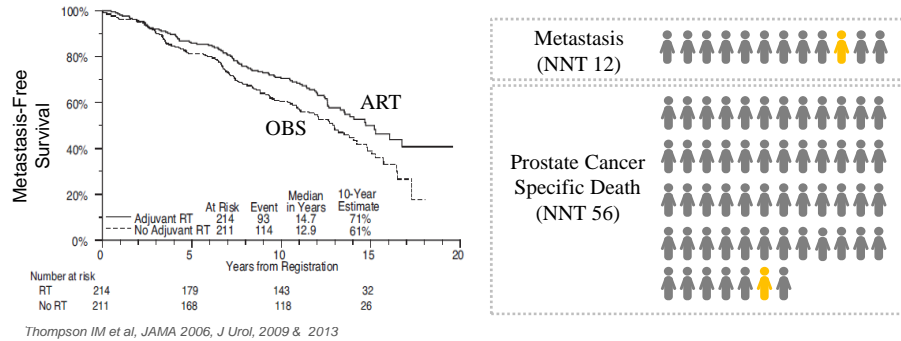 100%
80%
60%
40%
20%
0%
Metastasis-Free
Survival
ART
OBS
At Risk Event Median in Years 10-Year Estimate
Adjuvant RT 214 93 14.7 71%
No Adjuvant RT 211 114 12.9 61%
0 5 10 15 20
Years from Registration
Number at risk
RT 214 179 143 32
No RT 211 168 118 26
Thompson IM et al, JAMA 2006, J Urol, 2009 & 2013
Metastasis
(NNT 12)
Prostate Cancer
Specific Death
(NNT 56)